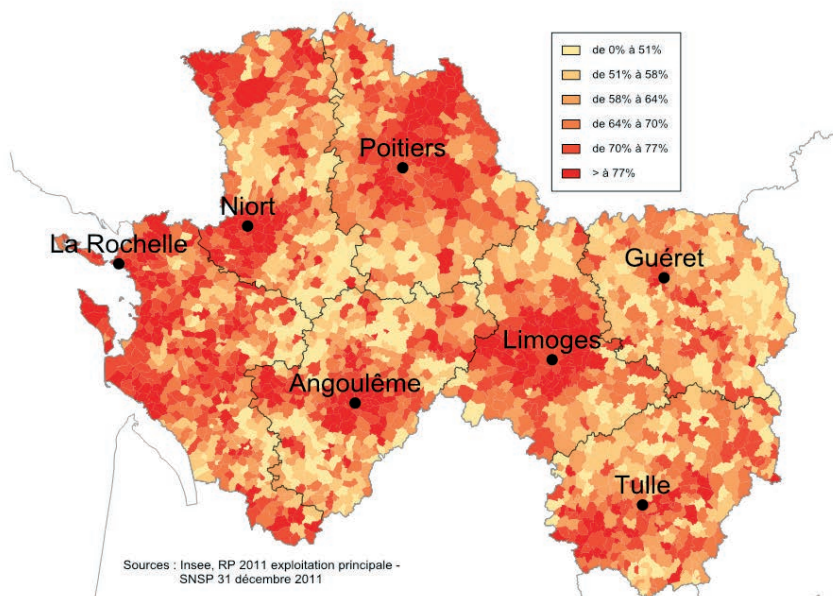 de 0% à 51%
de 51% à 58%
de 58% à 64%
de 64% à 70%
de 70% à 77%
> à 77%
Poitiers
Niort
La Rochelle
Guéret
Limoges
Angoulême
Tulle
Sources : Insee, RP 2011 exploitation principale -
SNSP 31 décembre 2011